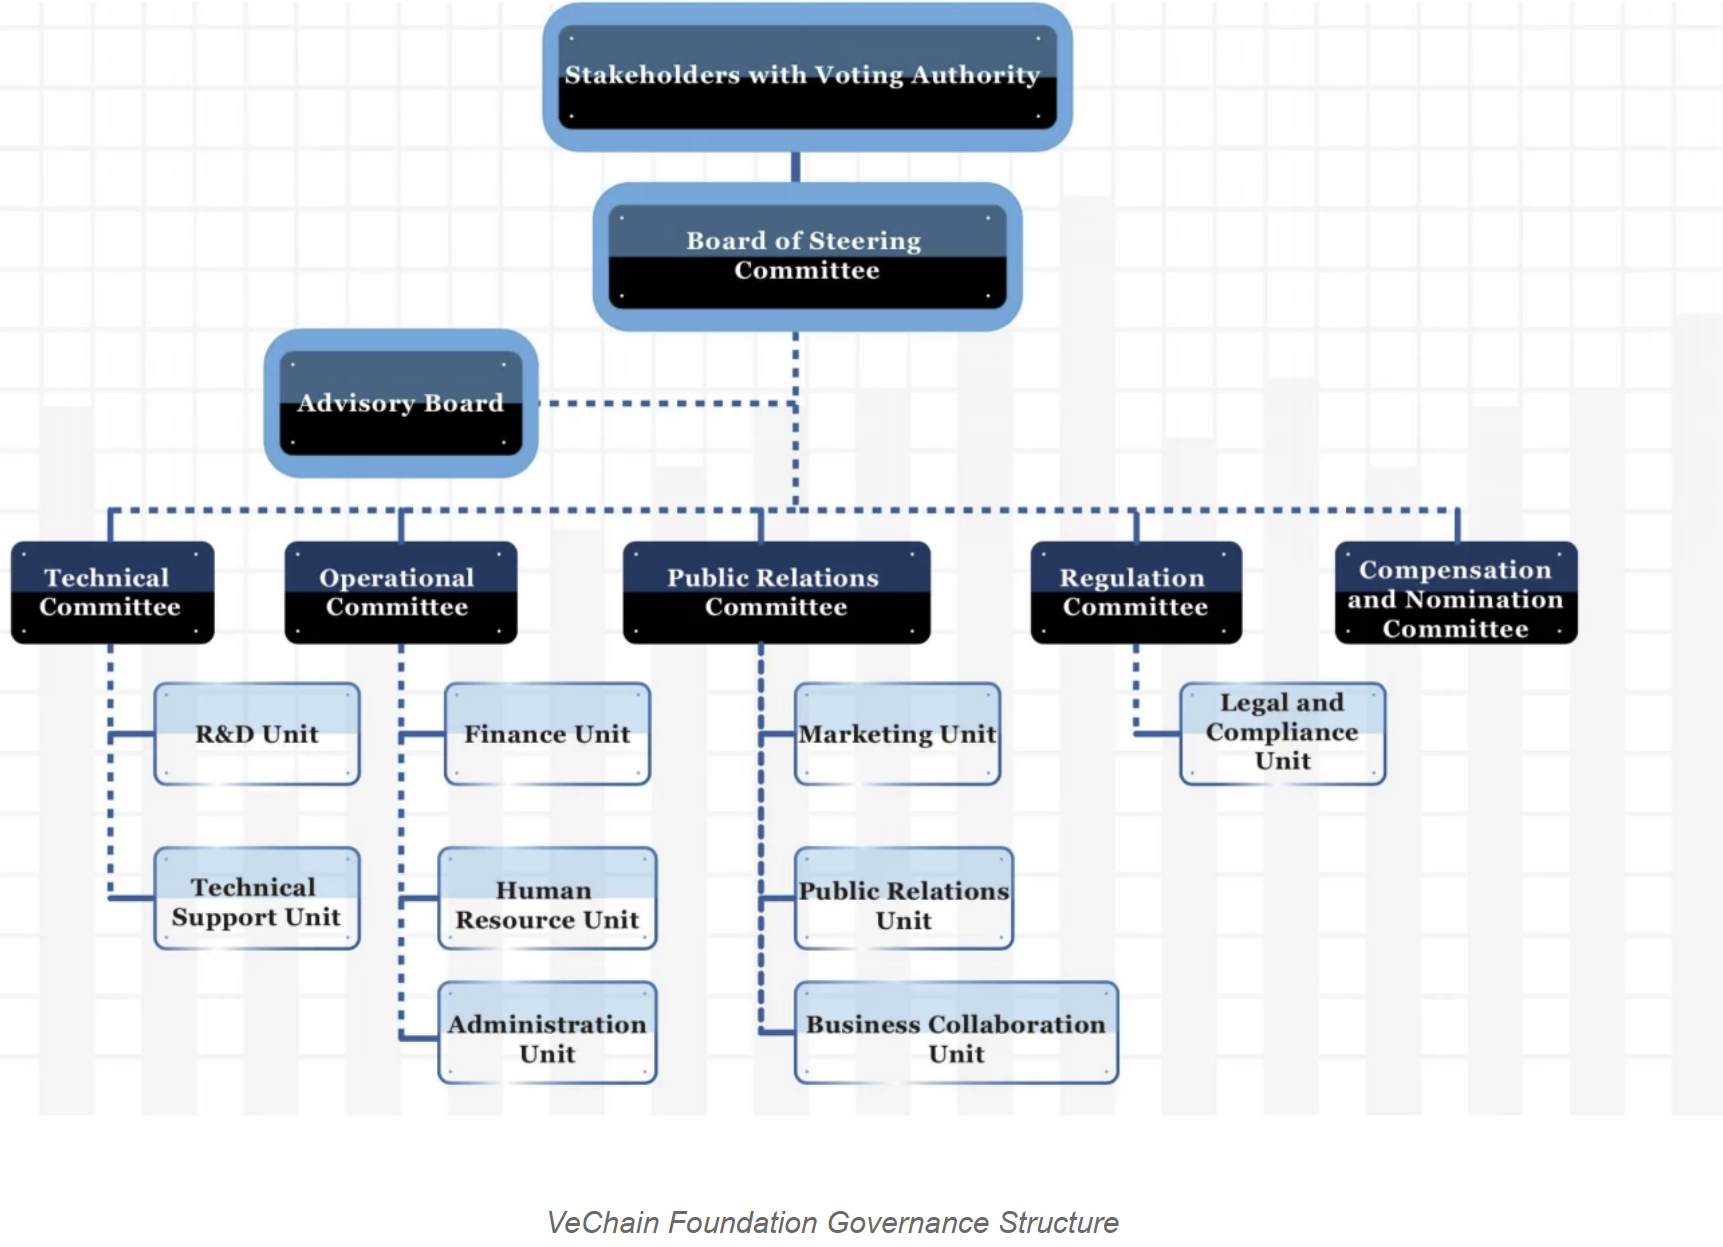 Stakeholders with Voting Authority
Board of Steering
Committee
Advisory Board
Technical
Committee
Operational
Committee
Public Relations
Committee
Regulation
Committee
Compensation
and Nomination
Committee
R&D Unit
Finance Unit
Marketing Unit
Legal and
Compliance
Unit
Technical
Support Unit
Human
Resource Unit
Public Relations
Unit
Administration
Unit
Business Collaboration
Unit
VeChain Foundation Governance Structure